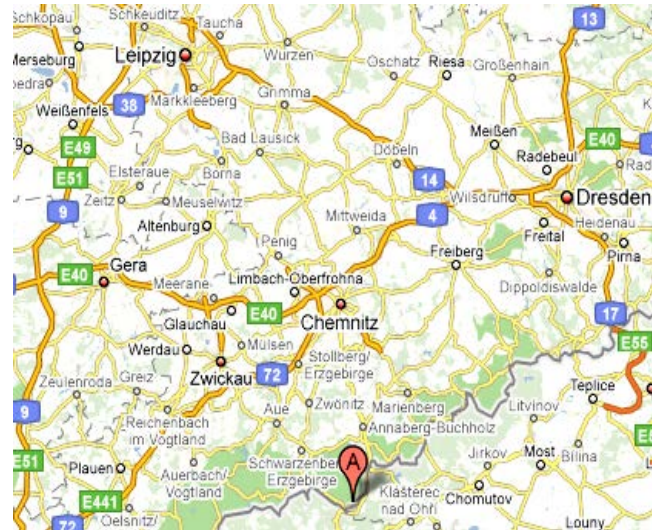 Schkopau
Schkeuditz
Taucha
13
Merseburg
Leipzig
Wurzen
Oschatz
Riesa
Großenhain
Markkleeberg
Grimma
Weißenfels
38
E49
Bad Lausick
Döbeln
Meißen
Radebeul
E40
E51
Elsteraue
Borna
14
9
Zeitz
Meuselwitz
Wilsdruff
Dresden
Altenburg
Mittweida
4
Freital
Heidenau
Penig
Freiberg
Pirna
E40
Gera
Meerane
Limbach-Oberfrohna
Dippoldiswalde
Glauchau
E40
Chemnitz
17
Werdau
Mülsen
E55
Zwickau
72
Stollberg/
Erzgebirge
Teplice
Zeulenroda
Greiz
Aue
Zwönitz
Marienberg
Litvínov
9
Reichenbach
im Vogtland
Annaberg-Buchholz
E51
Plauen
Auerbach/
Vogtland
Erzgebirge
A
Jirkov
Most
Bílina
E441
Klášterec
nad Ohří
Chomutov
72
Oelsnitz/
Louny